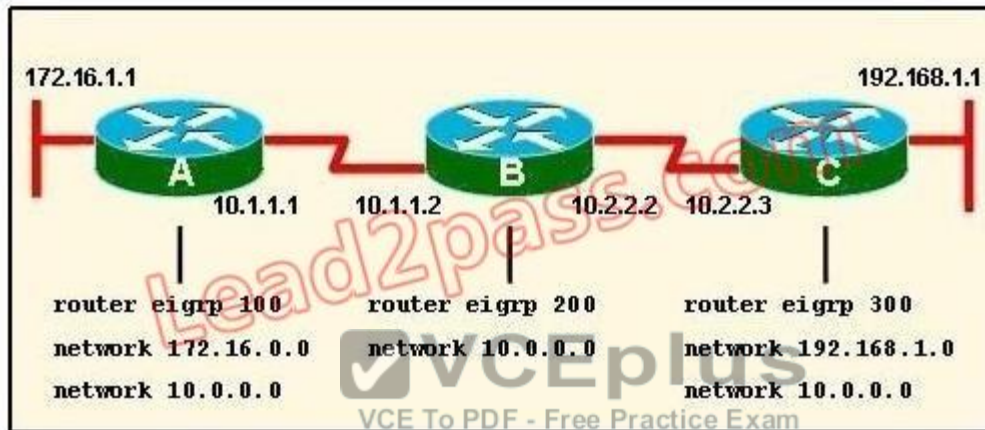 172.16.1.1
192.168.1.1
A
B
C
10.1.1.1
10.1.1.2
10.2.2.2
10.2.2.3
Lead2pass.com
router eigrp 100
network 172.16.0.0
network 10.0.0.0
router eigrp 200
network 10.0.0.0
router eigrp 300
network 192.168.1.0
network 10.0.0.0
VCEplus
VCE To PDF - Free Practice Exam